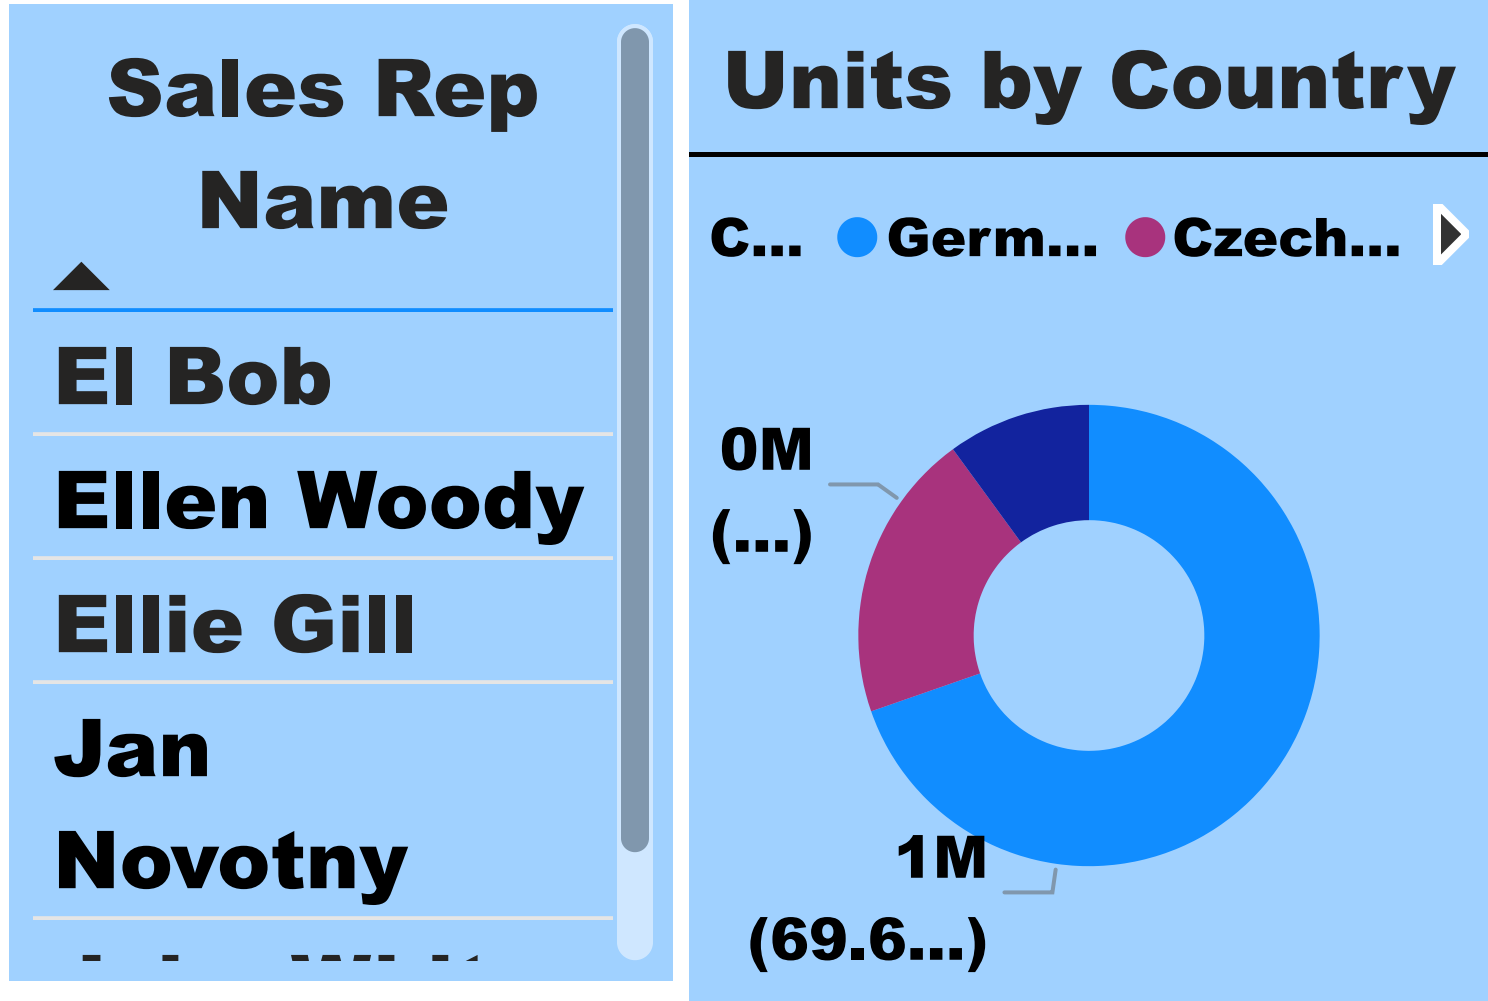 Sales Rep
Name
El Bob
Ellen Woody
Ellie Gill
Jan
Novotny
Units by Country
C... Germ... Czech...
0M
(...)
1M
(69.6...)